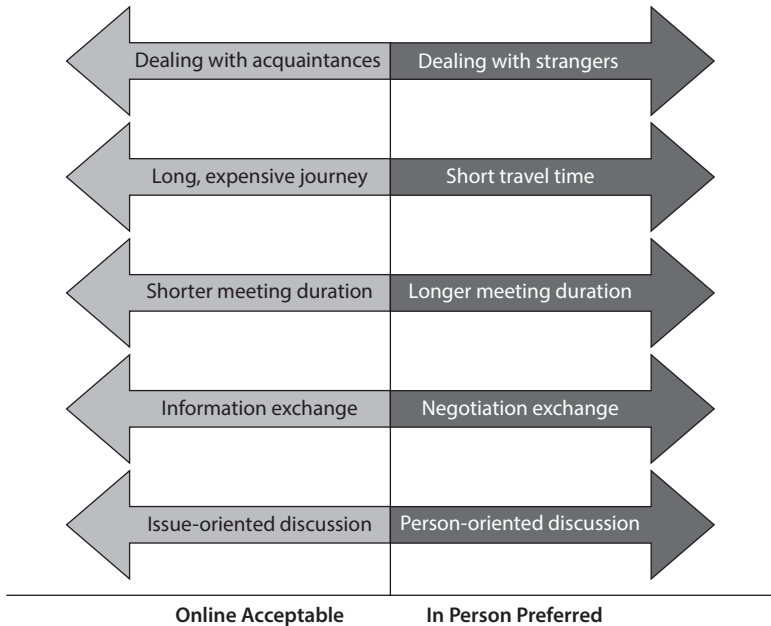 Dealing with acquaintances Dealing with strangers
Long, expensive journey Short travel time
Shorter meeting duration Longer meeting duration
Information exchange Negotiation exchange
Issue-oriented discussion Person-oriented discussion
Online Acceptable In Person Preferred